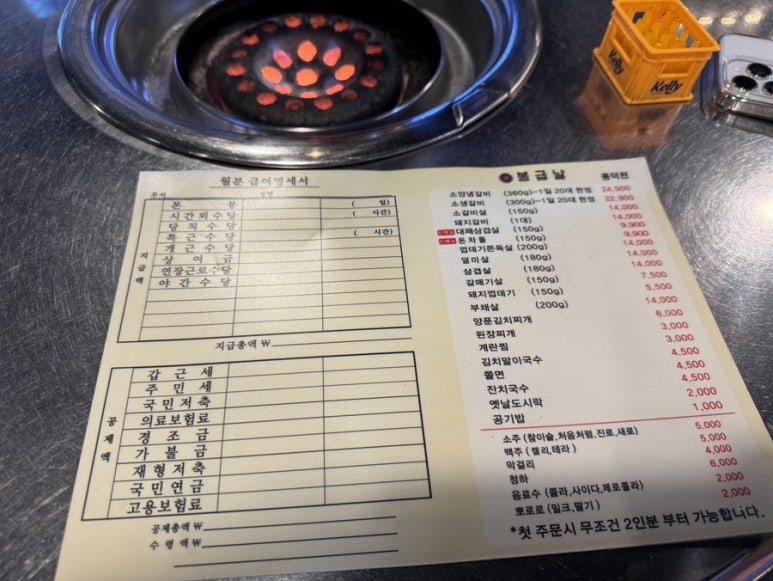 Kelly
Kelly
월분 급여명세서
부서 성명
지급액
본 봉 ( 일)
시간외수당 ( 시간)
당직수당
특근수당 ( 시간)
개근수당
상여금
연장근로수당
야간수당
지급총액 ₩
공제액
갑근세
주민세
국민저축
의료보험료
경조금
가불금
재형저축
국민연금
고용보험료
공제총액 ₩
수령액 ₩
봉급날 풍덕천
소양념갈비 (360g)-1일 20대 한정 24,900
소생갈비 (300g)-1일 20대 한정 22,900
소갈비살 (150g) 14,000
돼지갈비 (1대) 14,000
대패삼겹살 (150g) 9,900
돈차돌 (150g) 9,900
껍데기쫀득살 (200g) 14,000
덜미살 (180g) 14,000
삼겹살 (180g) 14,000
갈매기살 (150g) 7,500
돼지껍데기 (150g) 5,500
부채살 (200g) 14,000
양푼김치찌개 6,000
된장찌개 3,000
계란찜 3,000
김치말이국수 4,500
쫄면 4,500
잔치국수 4,500
옛날도시락 2,000
공기밥 1,000
소주 (참이슬,처음처럼,진로,새로) 5,000
맥주 (켈리,테라) 5,000
막걸리 4,000
청하 6,000
음료수 (콜라,사이다,제로콜라) 2,000
뽀로로 (밀크,딸기) 2,000
*첫 주문시 무조건 2인분 부터 가능합니다.